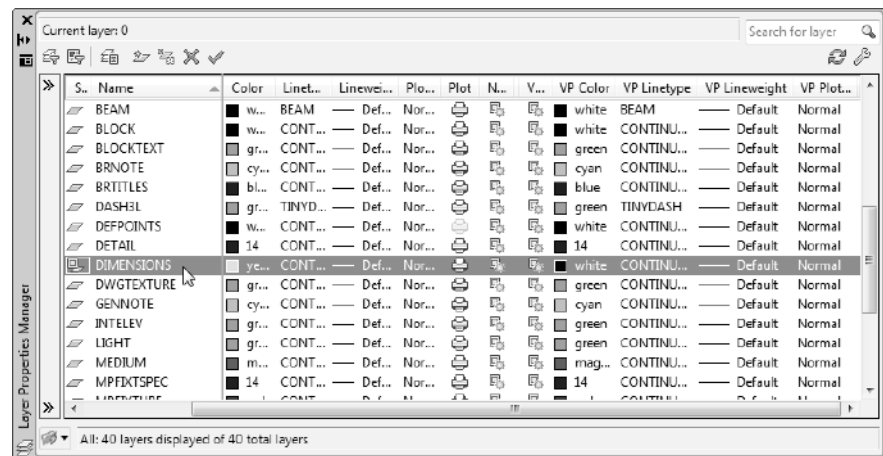 Current layer: 0
Search for layer
S.. Name Color Linet... Linewei... Plo... Plot N... V... VP Color VP Linetype VP Lineweight VP Plot...
BEAM w... BEAM Def... Nor... white BEAM Default Normal
BLOCK w... CONT... Def... Nor... white CONTINU... Default Normal
BLOCKTEXT gr... CONT... Def... Nor... green CONTINU... Default Normal
BRNOTE cy... CONT... Def... Nor... cyan CONTINU... Default Normal
BRTITLES bl... CONT... Def... Nor... blue CONTINU... Default Normal
DASH3L gr... TINYD... Def... Nor... green TINYDASH Default Normal
DEFPOINTS w... CONT... Def... Nor... white CONTINU... Default Normal
DETAIL 14 CONT... Def... Nor... 14 CONTINU... Default Normal
DIMENSIONS ye... CONT... Def... Nor... white CONTINU... Default Normal
DWGTEXTURE gr... CONT... Def... Nor... green CONTINU... Default Normal
GENNOTE cy... CONT... Def... Nor... cyan CONTINU... Default Normal
INTELEV gr... CONT... Def... Nor... green CONTINU... Default Normal
LIGHT gr... CONT... Def... Nor... green CONTINU... Default Normal
MEDIUM m... CONT... Def... Nor... mag... CONTINU... Default Normal
MPFIXTSPEC 14 CONT... Def... Nor... 14 CONTINU... Default Normal
Layer Properties Manager
All: 40 layers displayed of 40 total layers